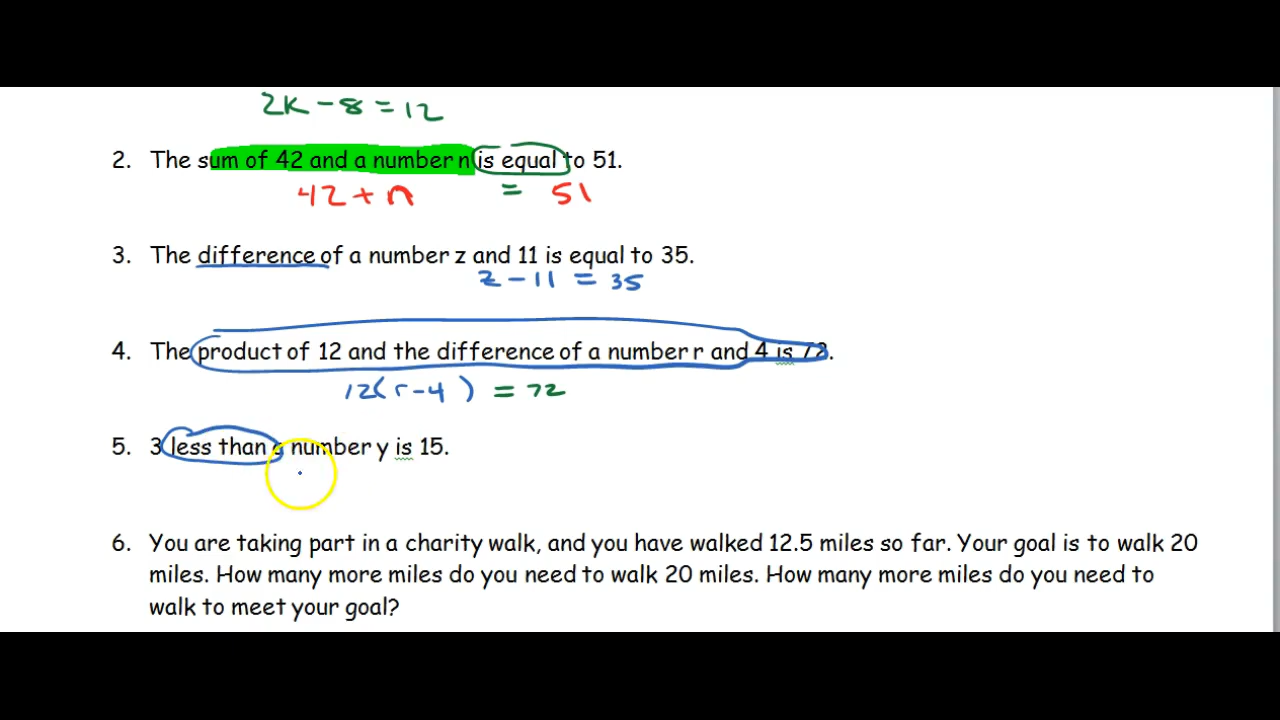 2K - 8 = 12
2. The sum of 42 and a number n is equal to 51.
42 + n = 51
3. The difference of a number z and 11 is equal to 35.
z - 11 = 35
4. The product of 12 and the difference of a number r and 4 is 72.
12(r-4) = 72
5. 3 less than a number y is 15.
6. You are taking part in a charity walk, and you have walked 12.5 miles so far. Your goal is to walk 20
miles. How many more miles do you need to walk 20 miles. How many more miles do you need to
walk to meet your goal?